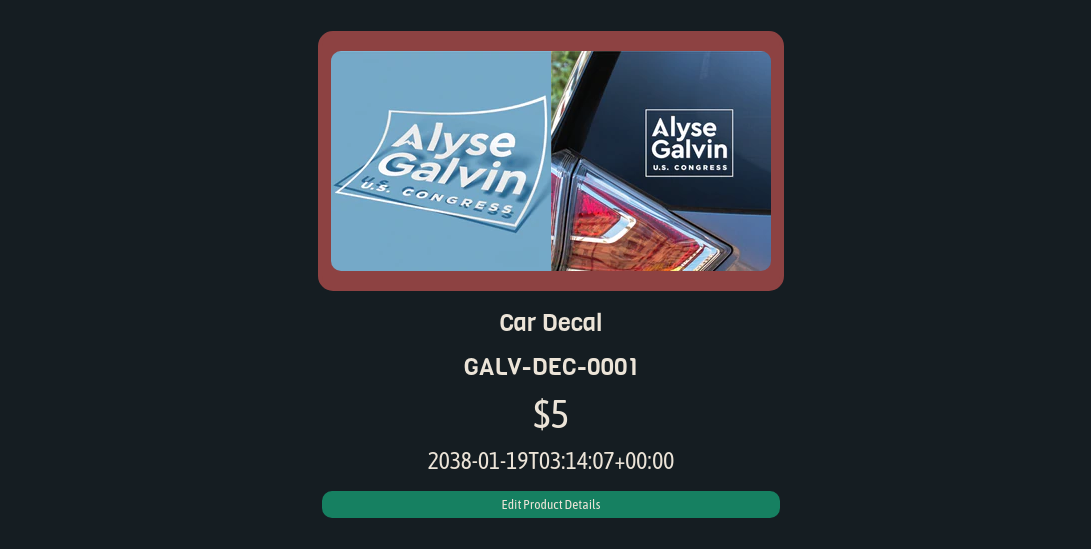 Alyse
Galvin
U.S. CONGRESS
Alyse
Galvin
U.S. CONGRESS
Car Decal
GALV-DEC-0001
$5
2038-01-19T03:14:07+00:00
Edit Product Details